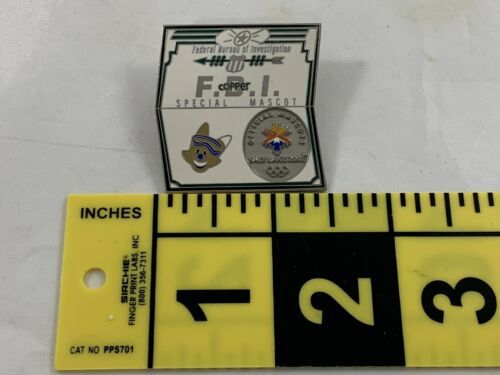 Federal Bureau of Investigation
F.B.I.
COPPER
SPECIAL MASCOT
OFFICIAL MASCOTS
SALT LAKE 2002
INCHES
1 2 3
SIRCHIE®
FINGER PRINT LABS, INC
(800) 356-7311
CAT NO PPS701